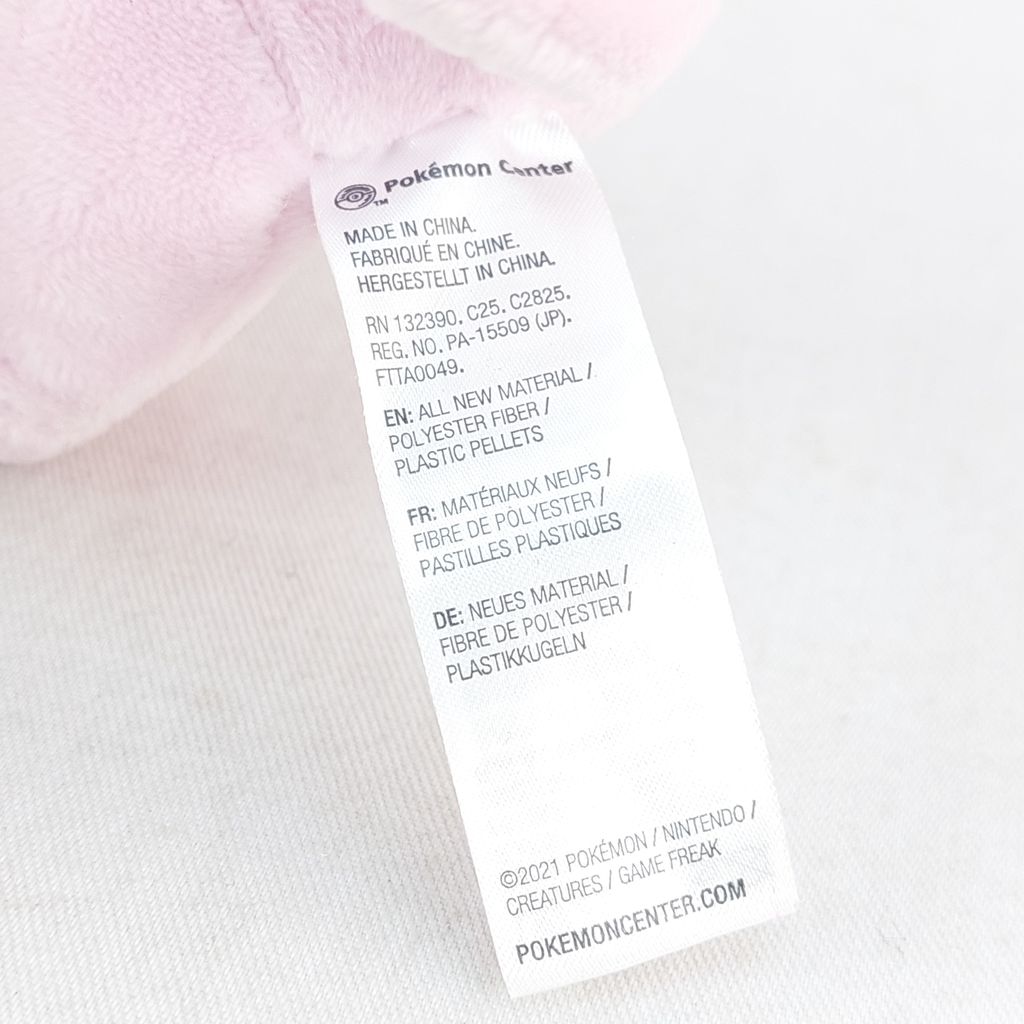 Pokémon Center
TM
MADE IN CHINA.
FABRIQUÉ EN CHINE.
HERGESTELLT IN CHINA.
RN 132390. C25. C2825.
REG. NO. PA-15509 (JP).
FTTA0049.
EN: ALL NEW MATERIAL /
POLYESTER FIBER /
PLASTIC PELLETS
FR: MATÉRIAUX NEUFS /
FIBRE DE POLYESTER /
PASTILLES PLASTIQUES
DE: NEUES MATERIAL /
FIBRE DE POLYESTER /
PLASTIKKUGELN
©2021 POKÉMON / NINTENDO /
CREATURES / GAME FREAK
POKEMONCENTER.COM